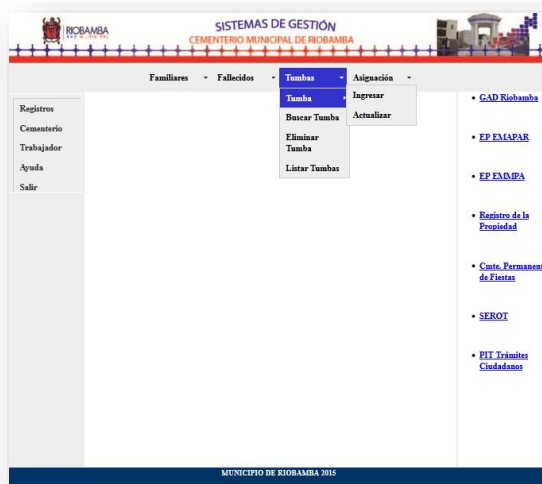 RIOBAMBA
SISTEMAS DE GESTIÓN
CEMENTERIO MUNICIPAL DE RIOBAMBA
Familiares
Fallecidos
Tumbas
Asignación
Tumba
Ingresar
Buscar Tumba
Actualizar
Eliminar
Tumba
Listar Tumbas
Registros
Cementerio
Trabajador
Ayuda
Salir
GAD Riobamba
EP EMAPAR
EP EMMPA
Registro de la
Propiedad
Cmte. Permanent
de Fiestas
SEROT
PIT Trámites
Ciudadanos
MUNICIPIO DE RIOBAMBA 2015